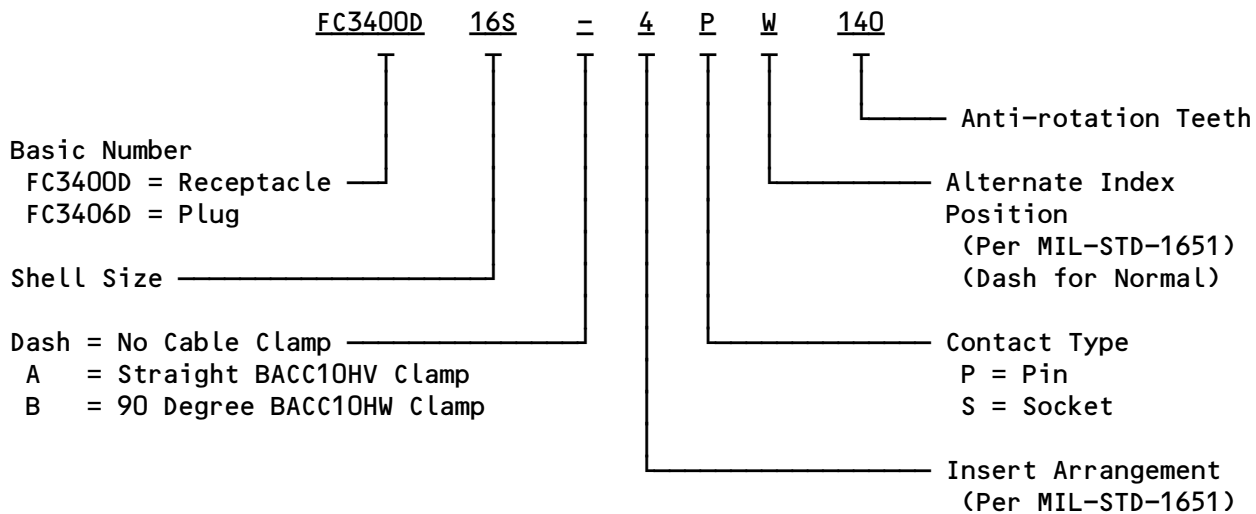 FC3400D 16S - 4 P W 140
Anti-rotation Teeth
Basic Number
FC3400D = Receptacle
FC3406D = Plug
Alternate Index
Position
(Per MIL-STD-1651)
(Dash for Normal)
Shell Size
Dash = No Cable Clamp
A = Straight BACC10HV Clamp
B = 90 Degree BACC10HW Clamp
Contact Type
P = Pin
S = Socket
Insert Arrangement
(Per MIL-STD-1651)